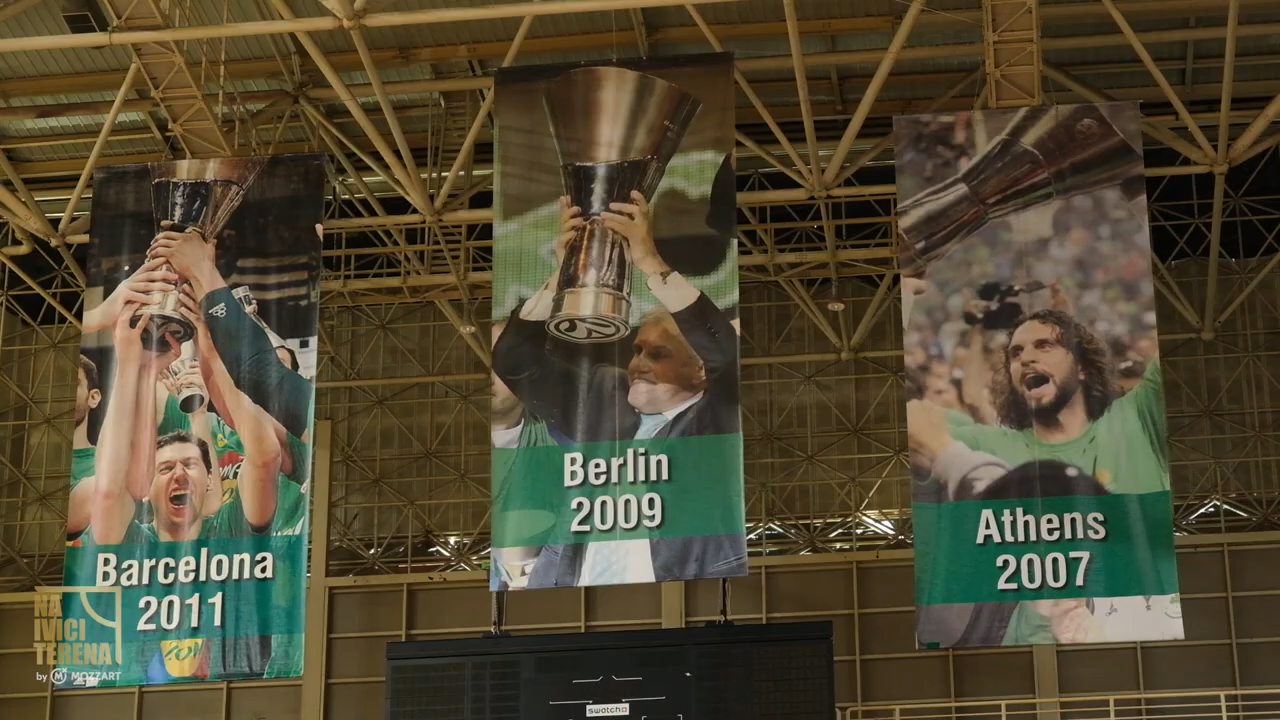 Barcelona
2011
Berlin
2009
Athens
2007
NA
IVICI
TERENA
by MOZZART
swatch